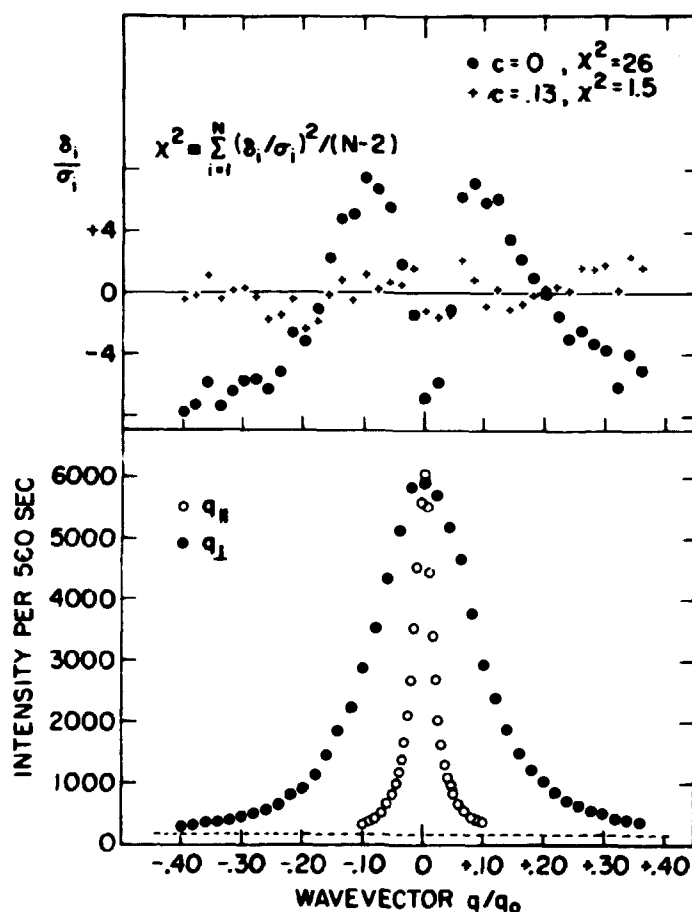 • c=0 , χ²=26
+ c=.13, χ²=1.5
χ² ≡ Σ (δi/σi)²/(N-2)
N
i=1
δi
σi
+4
0
-4
6000
5000
4000
3000
2000
1000
0
INTENSITY PER 500 SEC
○ q∥
● q⊥
-.40 -.30 -.20 -.10 0 +.10 +.20 +.30 +.40
WAVEVECTOR q/q₀